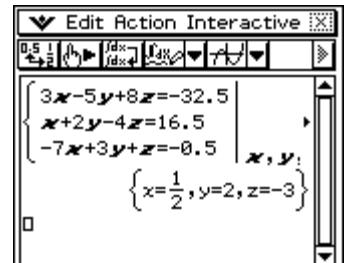 Edit Action Interactive
3x-5y+8z=-32.5
x+2y-4z=16.5
-7x+3y+z=-0.5
x, y,
{x=1/2, y=2, z=-3}